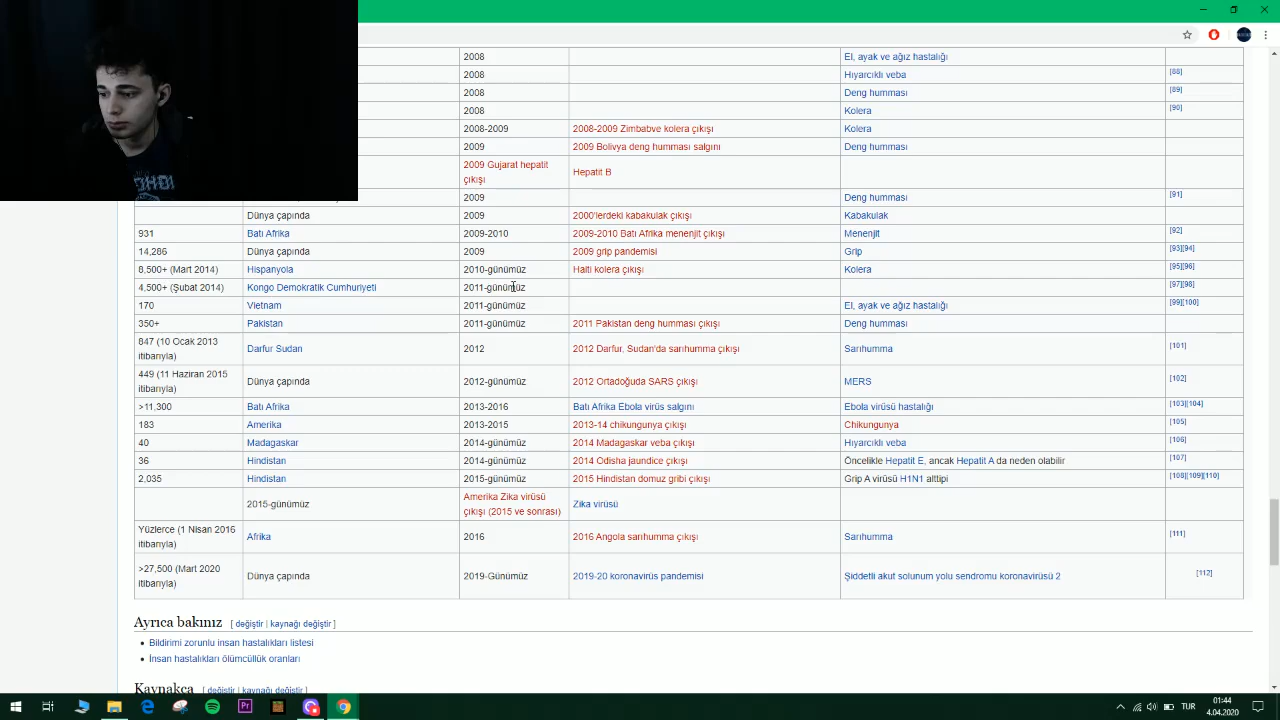 2008 El, ayak ve ağız hastalığı
2008 Hıyarcıklı veba [88]
2008 Deng humması [89]
2008 Kolera [90]
2008-2009 2008-2009 Zimbabve kolera çıkışı Kolera
2009 2009 Bolivya deng humması salgını Deng humması
2009 Gujarat hepatit
çıkışı Hepatit B
2009 Deng humması [91]
Dünya çapında 2009 2000'lerdeki kabakulak çıkışı Kabakulak
931 Batı Afrika 2009-2010 2009-2010 Batı Afrika menenjit çıkışı Menenjit [92]
14,286 Dünya çapında 2009 2009 grip pandemisi Grip [93][94]
8,500+ (Mart 2014) Hispanyola 2010-günümüz Haiti kolera çıkışı Kolera [95][96]
4,500+ (Şubat 2014) Kongo Demokratik Cumhuriyeti 2011-günümüz [97][98]
170 Vietnam 2011-günümüz El, ayak ve ağız hastalığı [99][100]
350+ Pakistan 2011-günümüz 2011 Pakistan deng humması çıkışı Deng humması
847 (10 Ocak 2013
itibarıyla) Darfur Sudan 2012 2012 Darfur, Sudan'da sarıhumma çıkışı Sarıhumma [101]
449 (11 Haziran 2015
itibarıyla) Dünya çapında 2012-günümüz 2012 Ortadoğuda SARS çıkışı MERS [102]
>11,300 Batı Afrika 2013-2016 Batı Afrika Ebola virüs salgını Ebola virüsü hastalığı [103][104]
183 Amerika 2013-2015 2013-14 chikungunya çıkışı Chikungunya [105]
40 Madagaskar 2014-günümüz 2014 Madagaskar veba çıkışı Hıyarcıklı veba [106]
36 Hindistan 2014-günümüz 2014 Odisha jaundice çıkışı Öncelikle Hepatit E, ancak Hepatit A da neden olabilir [107]
2,035 Hindistan 2015-günümüz 2015 Hindistan domuz gribi çıkışı Grip A virüsü H1N1 alttipi [108][109][110]
2015-günümüz Amerika Zika virüsü
çıkışı (2015 ve sonrası) Zika virüsü
Yüzlerce (1 Nisan 2016
itibarıyla) Afrika 2016 2016 Angola sarıhumma çıkışı Sarıhumma [111]
>27,500 (Mart 2020
itibarıyla) Dünya çapında 2019-Günümüz 2019-20 koronavirüs pandemisi Şiddetli akut solunum yolu sendromu koronavirüsü 2 [112]
Ayrıca bakınız [ değiştir | kaynağı değiştir ]
• Bildirimi zorunlu insan hastalıkları listesi
• İnsan hastalıkları ölümcüllük oranları
Kaynakça [ değiştir | kaynağı değiştir ]
Pr TUR 01:44
4.04.2020